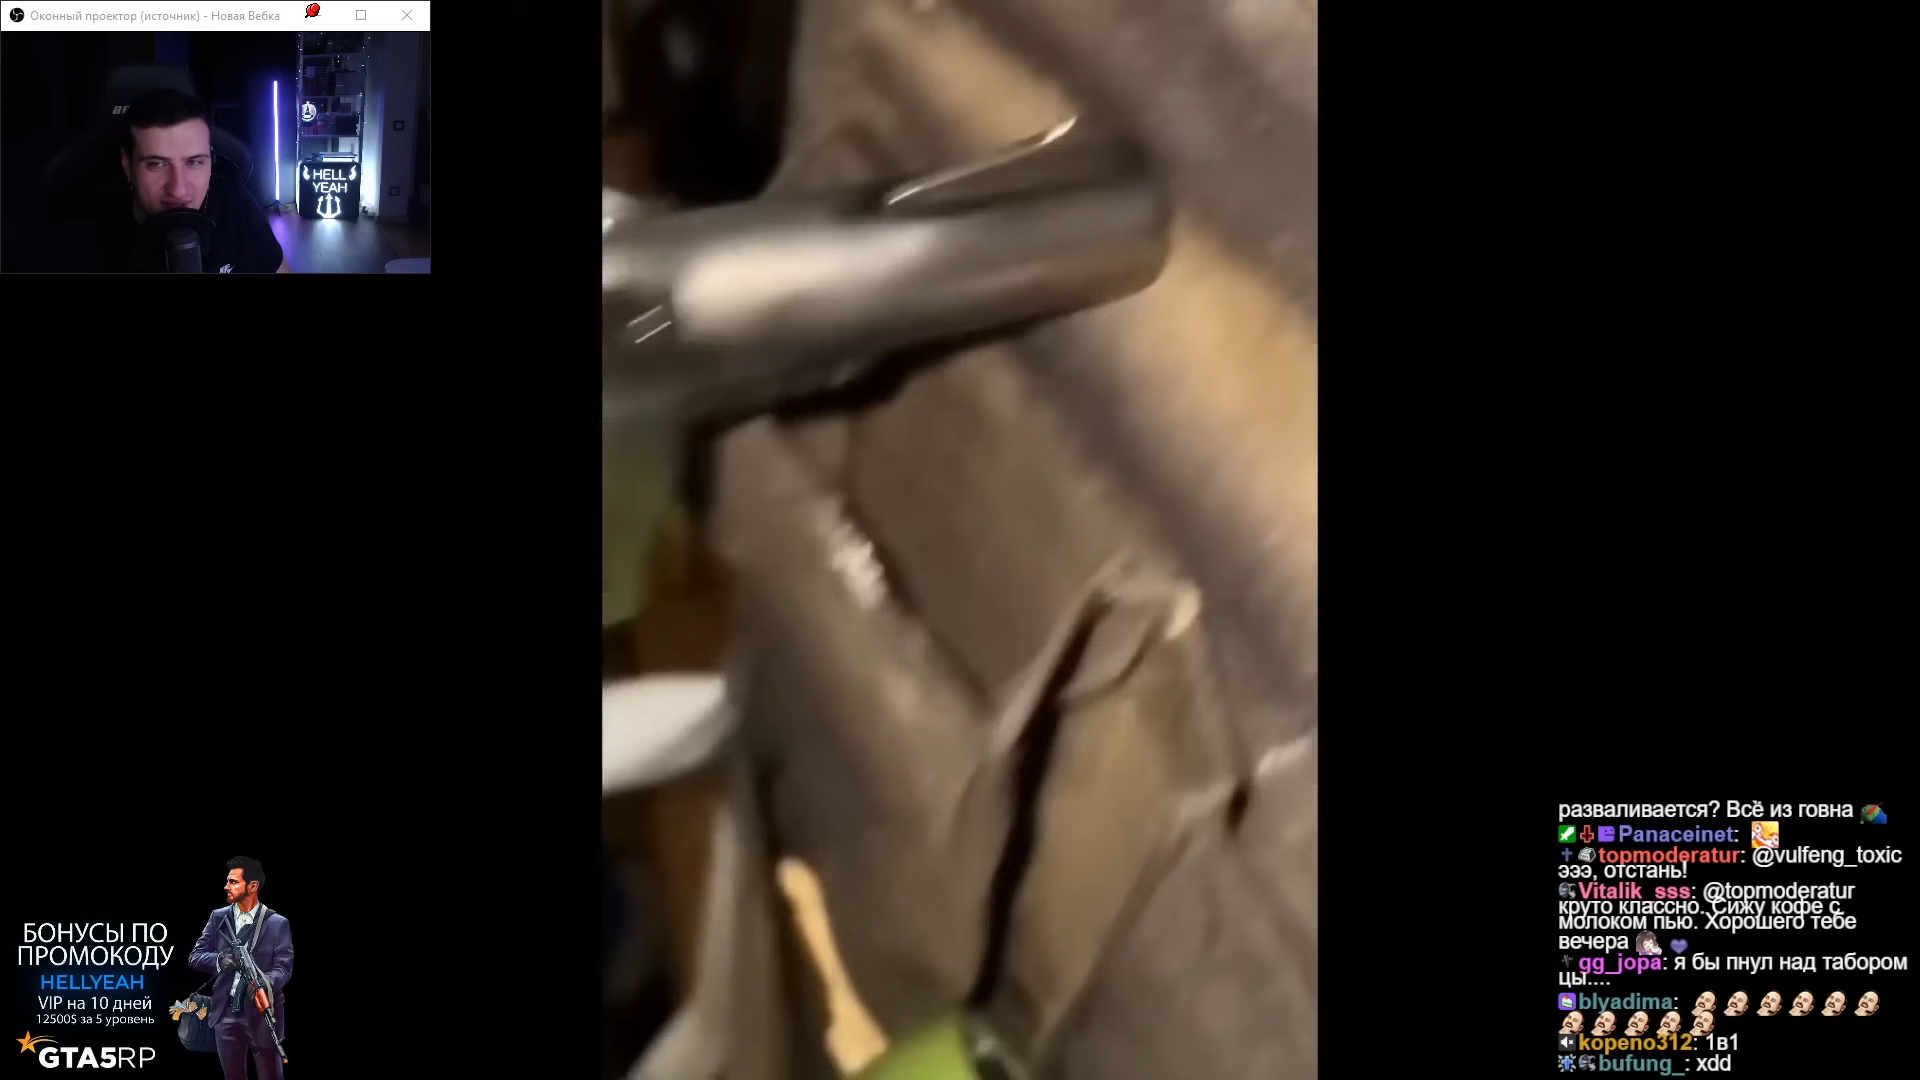 Оконный проектор (источник) - Новая Вебка
HELL
YEAH
БОНУСЫ ПО
ПРОМОКОДУ
HELLYEAH
VIP на 10 дней
12500$ за 5 уровень
GTA5RP
разваливается? Всё из говна
Panaceinet:
topmoderatur: @vulfeng_toxic
эээ, отстань!
Vitalik_sss: @topmoderatur
круто классно. Сижу кофе с
молоком пью. Хорошего тебе
вечера
gg_jopa: я бы пнул над табором
цы....
blyadima:
kopeno312: 1в1
bufung_: xdd